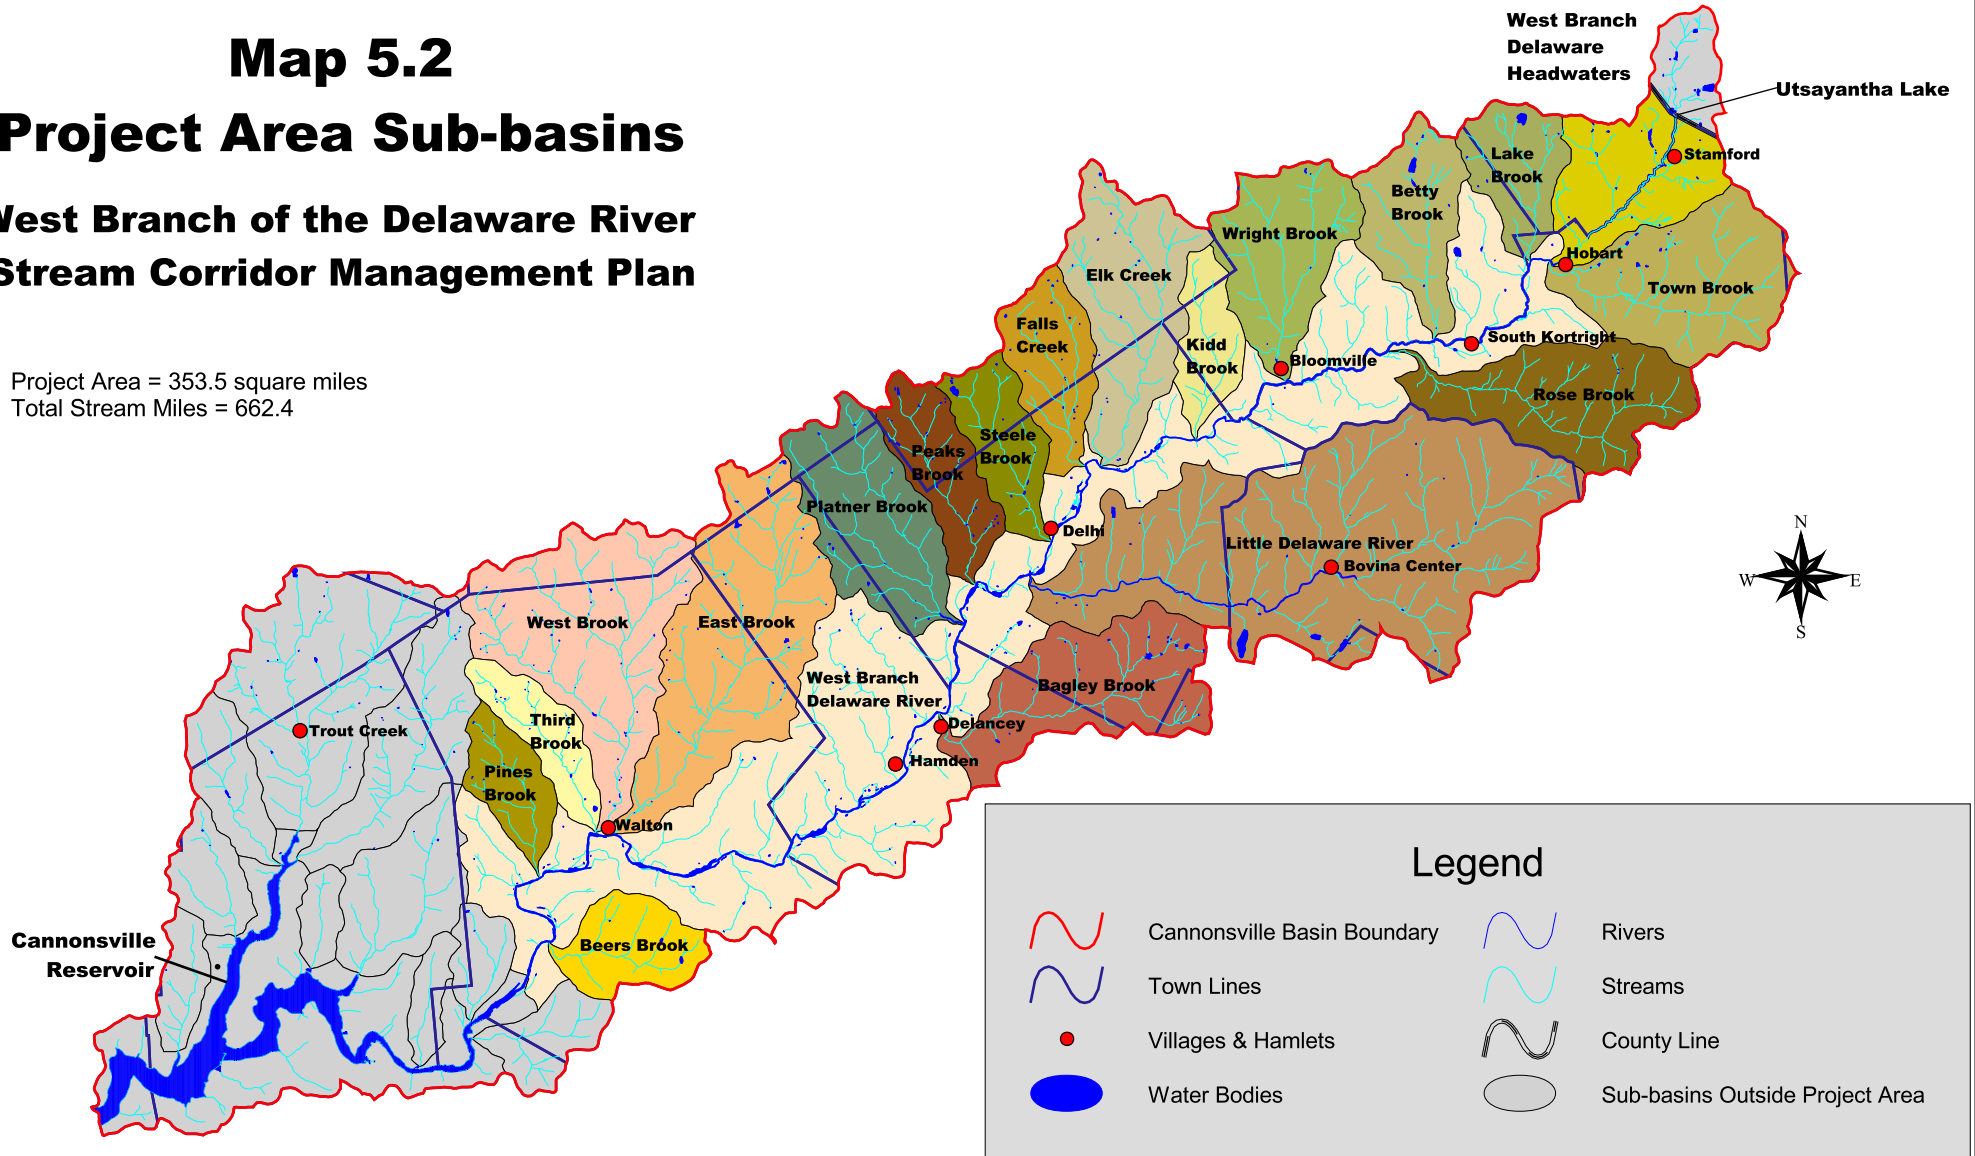 Map 5.2
Project Area Sub-basins
West Branch of the Delaware River
Stream Corridor Management Plan
Project Area = 353.5 square miles
Total Stream Miles = 662.4
West Branch
Delaware
Headwaters
Utsayantha Lake
Stamford
Lake
Brook
Betty
Brook
Wright Brook
Hobart
Town Brook
Elk Creek
Falls
Creek
Kidd
Brook
South Kortright
Bloomville
Rose Brook
Steele
Brook
Peaks
Brook
Platner Brook
Delhi
Little Delaware River
Bovina Center
West Brook
East Brook
West Branch
Delaware River
Bagley Brook
Delancey
Hamden
Trout Creek
Third
Brook
Pines
Brook
Walton
Beers Brook
Cannonsville
Reservoir
N
W
E
S
Legend
Cannonsville Basin Boundary
Rivers
Town Lines
Streams
Villages & Hamlets
County Line
Water Bodies
Sub-basins Outside Project Area